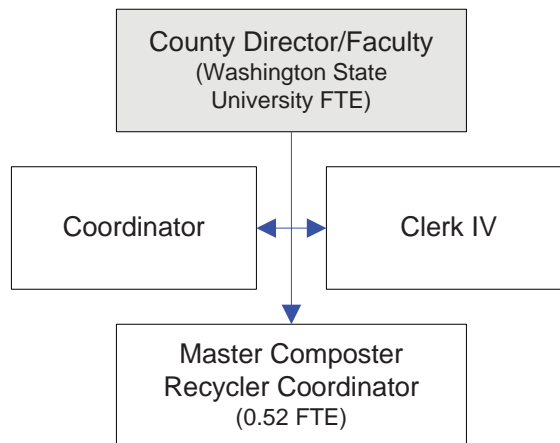 County Director/Faculty
(Washington State
University FTE)
Coordinator
Clerk IV
Master Composter
Recycler Coordinator
(0.52 FTE)